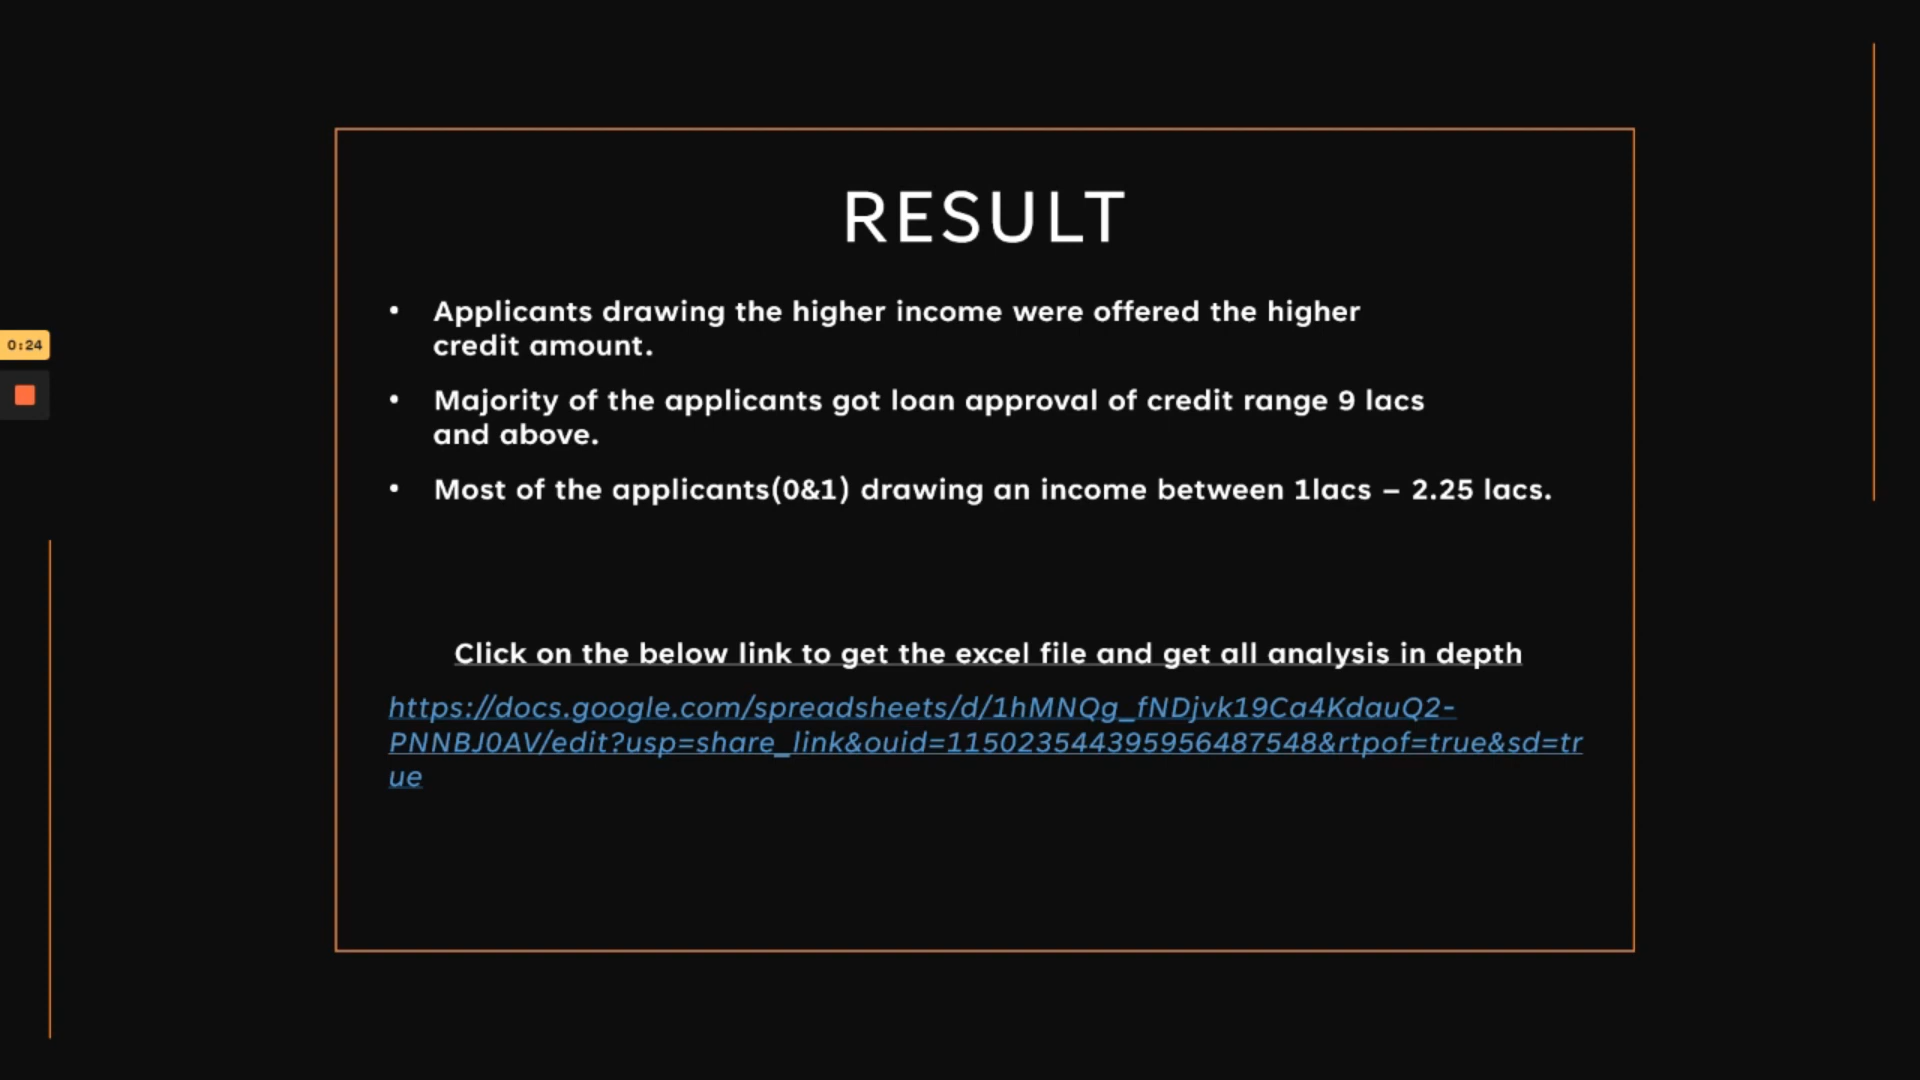 RESULT
• Applicants drawing the higher income were offered the higher
credit amount.
0:24
• Majority of the applicants got loan approval of credit range 9 lacs
and above.
• Most of the applicants(0&1) drawing an income between 1lacs – 2.25 lacs.
Click on the below link to get the excel file and get all analysis in depth
https://docs.google.com/spreadsheets/d/1hMNQg_fNDjvk19Ca4KdauQ2-
PNNBJ0AV/edit?usp=share_link&ouid=115023544395956487548&rtpof=true&sd=tr
ue